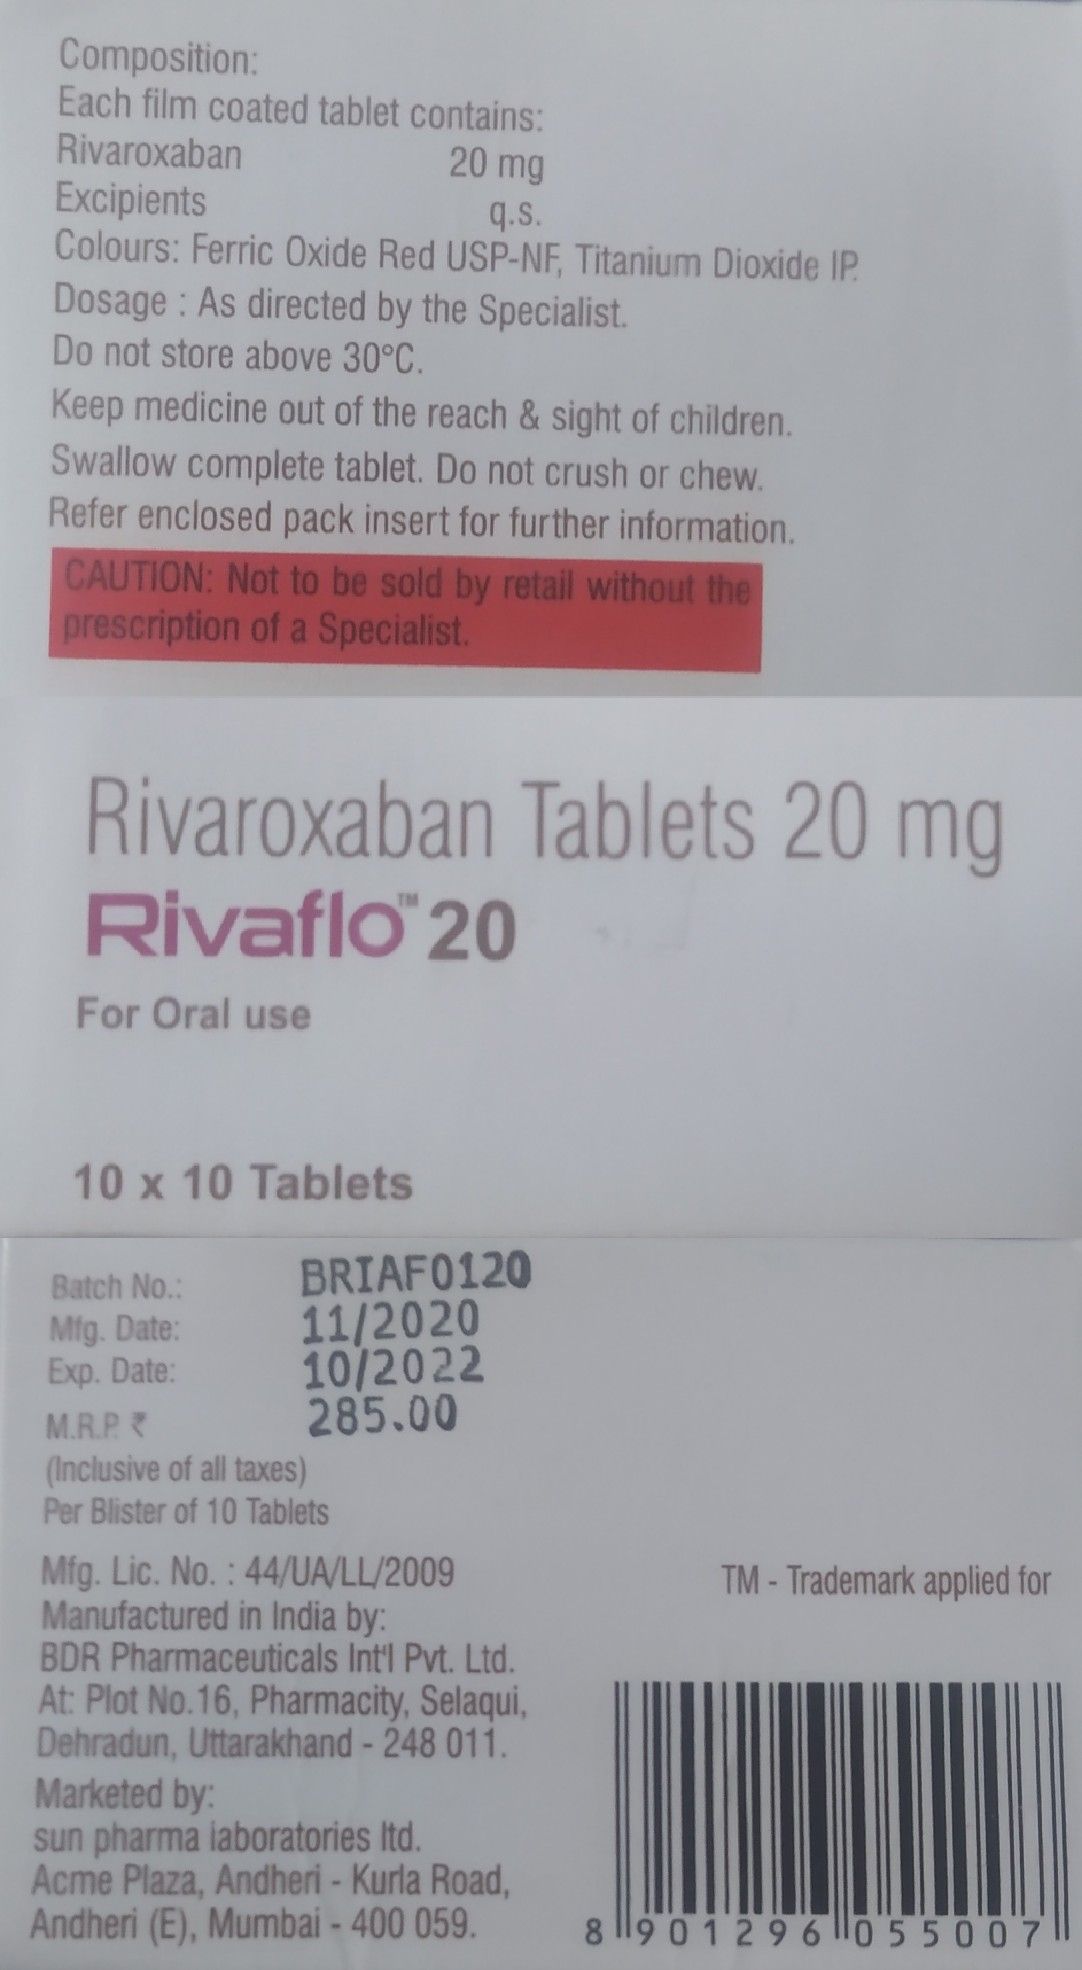 Composition:
Each film coated tablet contains:
Rivaroxaban 20 mg
Excipients q.s.
Colours: Ferric Oxide Red USP-NF, Titanium Dioxide IP.
Dosage : As directed by the Specialist.
Do not store above 30°C.
Keep medicine out of the reach & sight of children.
Swallow complete tablet. Do not crush or chew.
Refer enclosed pack insert for further information.
CAUTION: Not to be sold by retail without the
prescription of a Specialist.
Rivaroxaban Tablets 20 mg
Rivaflo™ 20
For Oral use
10 x 10 Tablets
Batch No.: BRIAF0120
Mfg. Date: 11/2020
Exp. Date: 10/2022
M.R.P. ₹ 285.00
(Inclusive of all taxes)
Per Blister of 10 Tablets
Mfg. Lic. No. : 44/UA/LL/2009
TM - Trademark applied for
Manufactured in India by:
BDR Pharmaceuticals Int'l Pvt. Ltd.
At: Plot No.16, Pharmacity, Selaqui,
Dehradun, Uttarakhand - 248 011.
Marketed by:
sun pharma laboratories ltd.
Acme Plaza, Andheri - Kurla Road,
Andheri (E), Mumbai - 400 059.
8 901296 055007